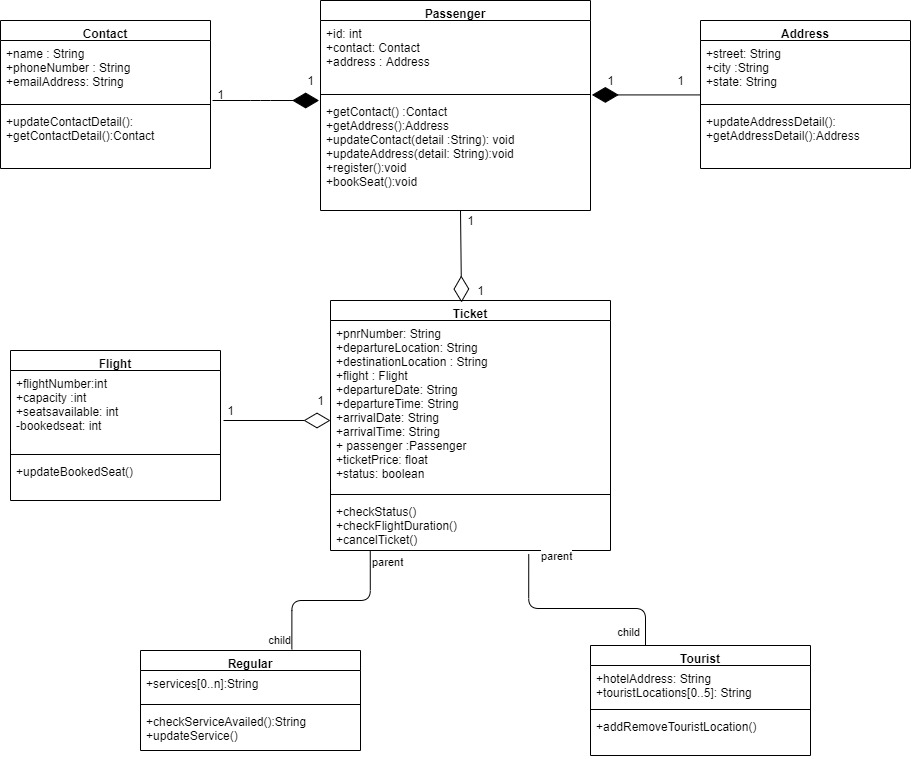 Contact
+name : String
+phoneNumber : String
+emailAddress: String
+updateContactDetail():
+getContactDetail():Contact
1
1
Passenger
+id: int
+contact: Contact
+address : Address
+getContact() :Contact
+getAddress():Address
+updateContact(detail :String): void
+updateAddress(detail: String):void
+register():void
+bookSeat():void
1
1
Address
+street: String
+city :String
+state: String
+updateAddressDetail():
+getAddressDetail():Address
1
1
Flight
+flightNumber:int
+capacity :int
+seatsavailable: int
-bookedseat: int
+updateBookedSeat()
1
1
Ticket
+pnrNumber: String
+departureLocation: String
+destinationLocation : String
+flight : Flight
+departureDate: String
+departureTime: String
+arrivalDate: String
+arrivalTime: String
+ passenger :Passenger
+ticketPrice: float
+status: boolean
+checkStatus()
+checkFlightDuration()
+cancelTicket()
parent
parent
child
child
Regular
+services[0..n]:String
+checkServiceAvailed():String
+updateService()
Tourist
+hotelAddress: String
+touristLocations[0..5]: String
+addRemoveTouristLocation()